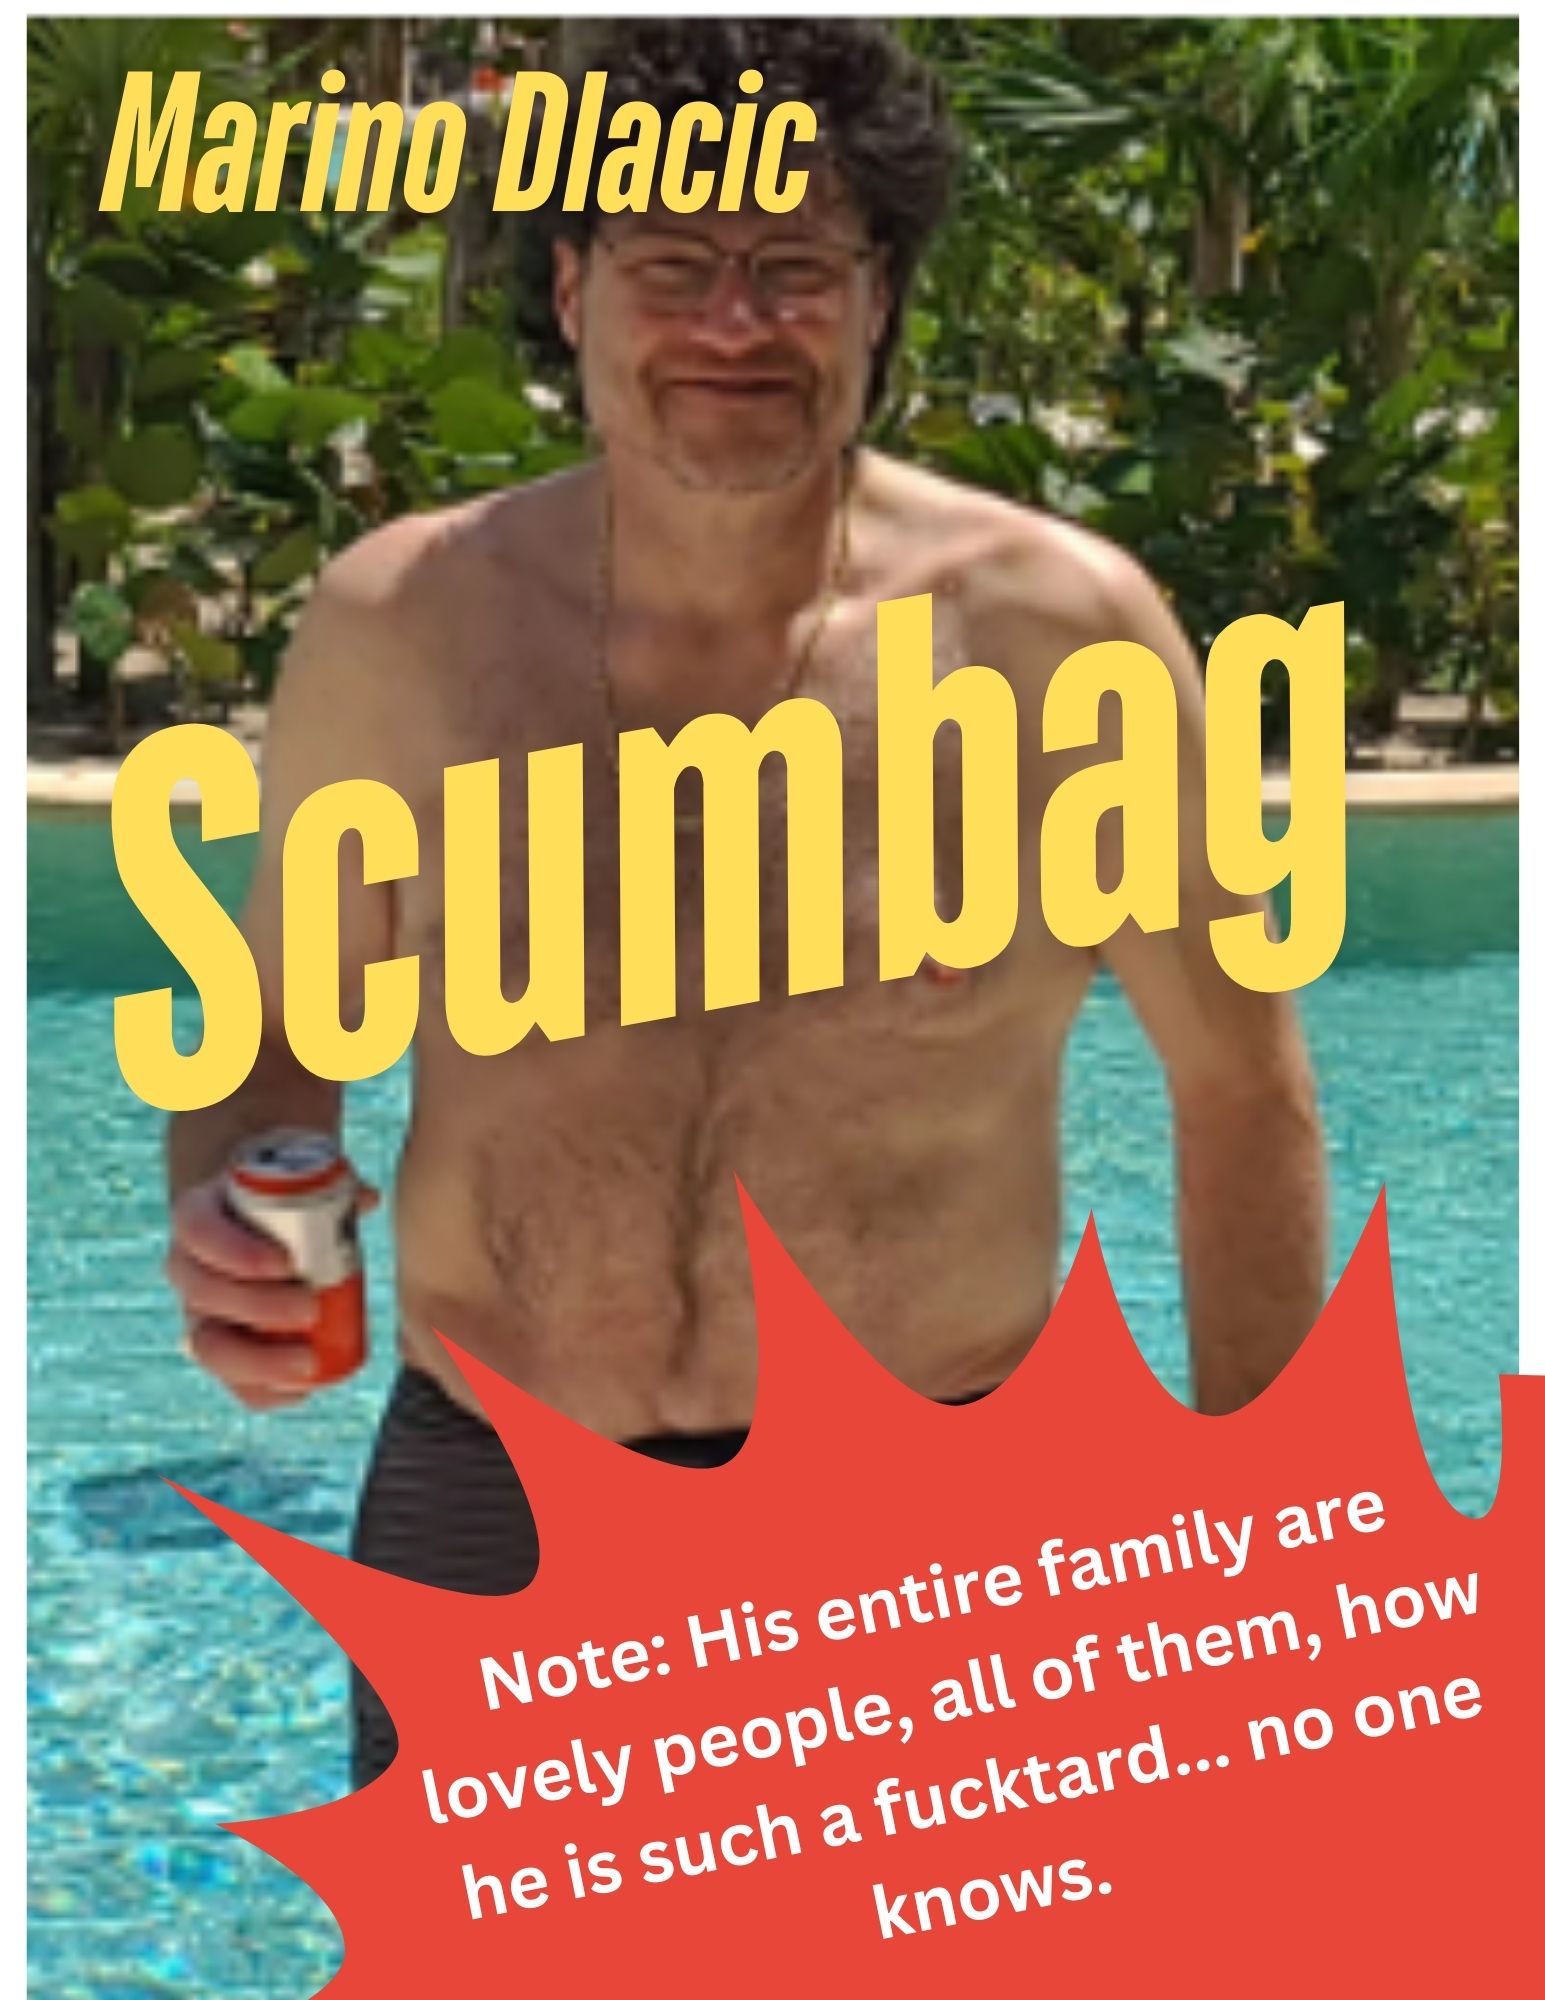 Marino Dlacic
Scumbag
Note: His entire family are
lovely people, all of them, how
he is such a fucktard... no one
knows.